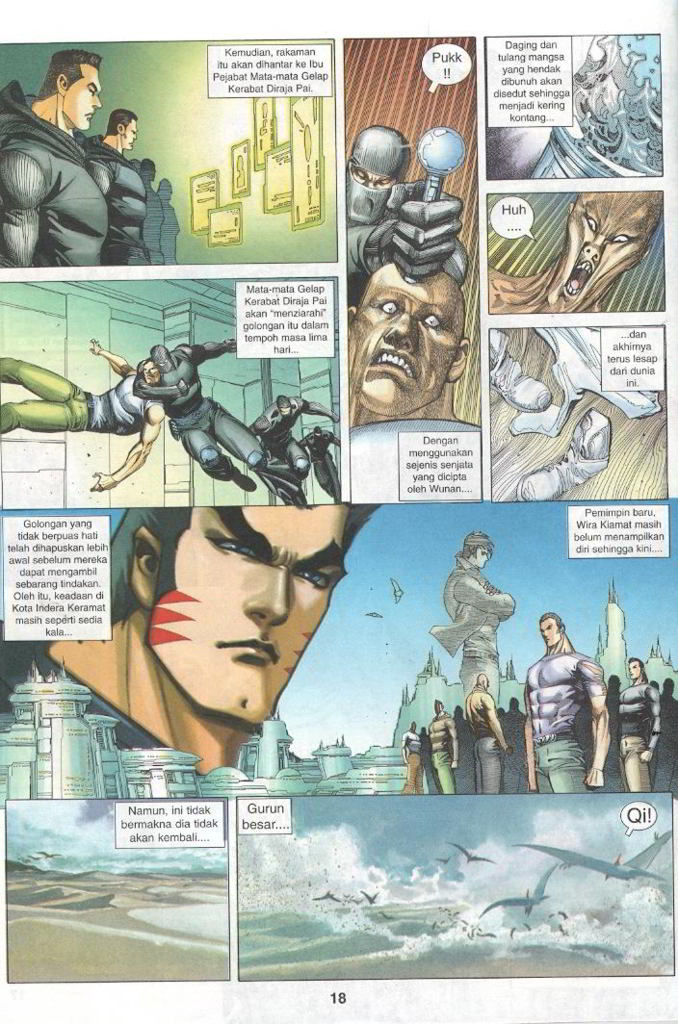 Kemudian, rakaman
itu akan dihantar ke Ibu
Pejabat Mata-mata Gelap
Kerabat Diraja Pai.
Mata-mata Gelap
Kerabat Diraja Pai
akan "menziarahi"
golongan itu dalam
tempoh masa lima
hari...
Pukk
!!
Dengan
menggunakan
sejenis senjata
yang dicipta
oleh Wunan....
Daging dan
tulang mangsa
yang hendak
dibunuh akan
disedut sehingga
menjadi kering
kontang...
Huh
....
...dan
akhirnya
terus lesap
dari dunia
ini.
Golongan yang
tidak berpuas hati
telah dihapuskan lebih
awal sebelum mereka
dapat mengambil
sebarang tindakan.
Oleh itu, keadaan di
Kota Indera Keramat
masih seperti sedia
kala...
Pemimpin baru,
Wira Kiamat masih
belum menampilkan
diri sehingga kini....
Namun, ini tidak
bermakna dia tidak
akan kembali....
Gurun
besar....
Qi!
18